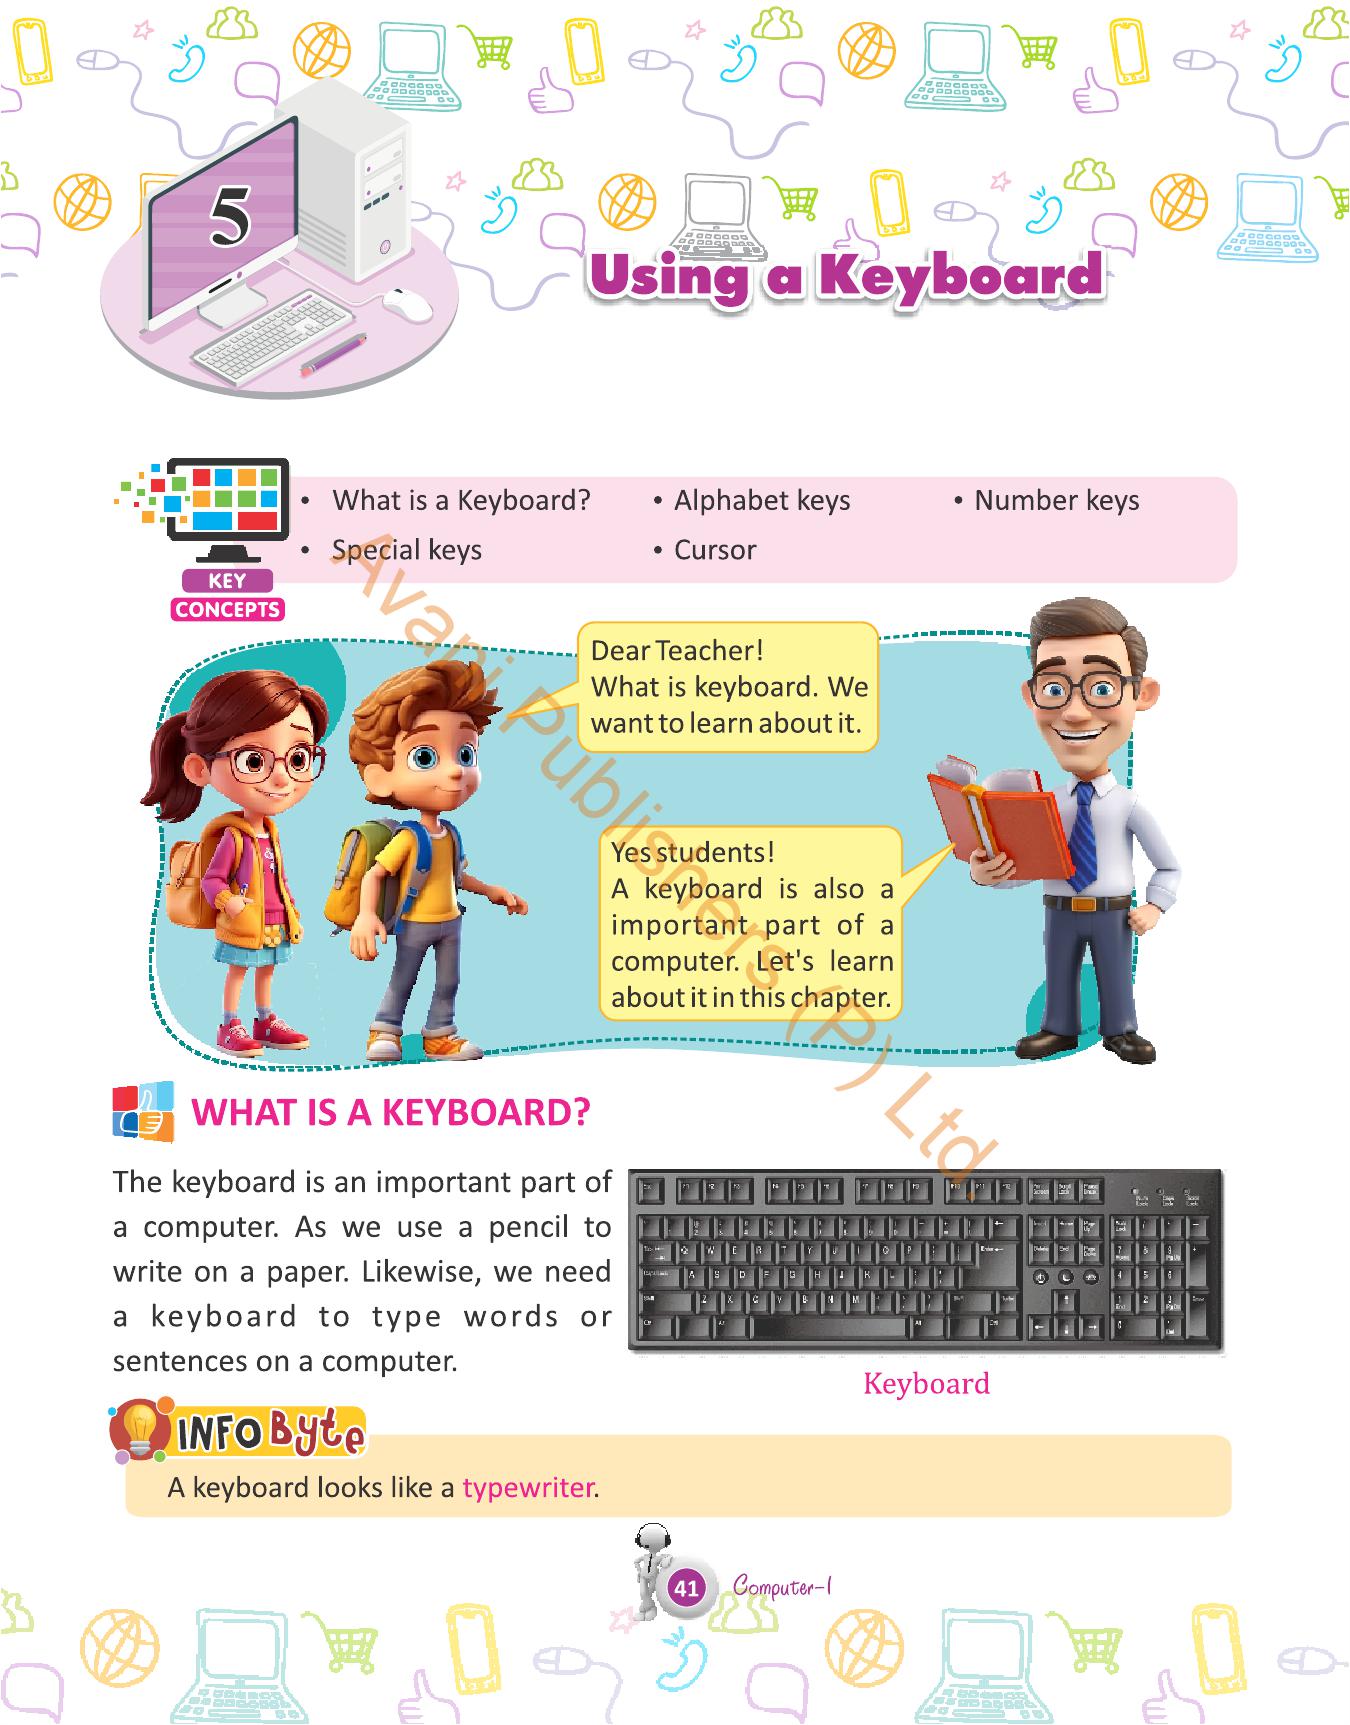 5
Using a Keyboard
• What is a Keyboard?
• Alphabet keys
• Number keys
• Special keys
• Cursor
KEY
CONCEPTS
Dear Teacher!
What is keyboard. We
want to learn about it.
Yes students!
A keyboard is also a
important part of a
computer. Let's learn
about it in this chapter.
Avani Publishers (P) Ltd.
WHAT IS A KEYBOARD?
The keyboard is an important part of
a computer. As we use a pencil to
write on a paper. Likewise, we need
a keyboard to type words or
sentences on a computer.
Keyboard
INFO Byte
A keyboard looks like a typewriter.
41
Computer-1